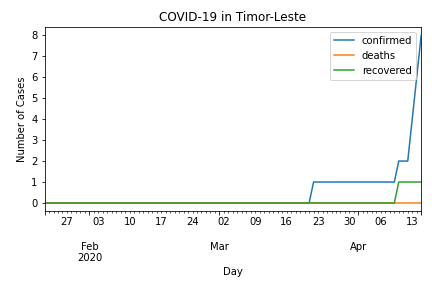 COVID-19 in Timor-Leste
Number of Cases
8
7
6
5
4
3
2
1
0
confirmed
deaths
recovered
27 03 10 17 24 02 09 16 23 30 06 13
Feb Mar Apr
2020
Day